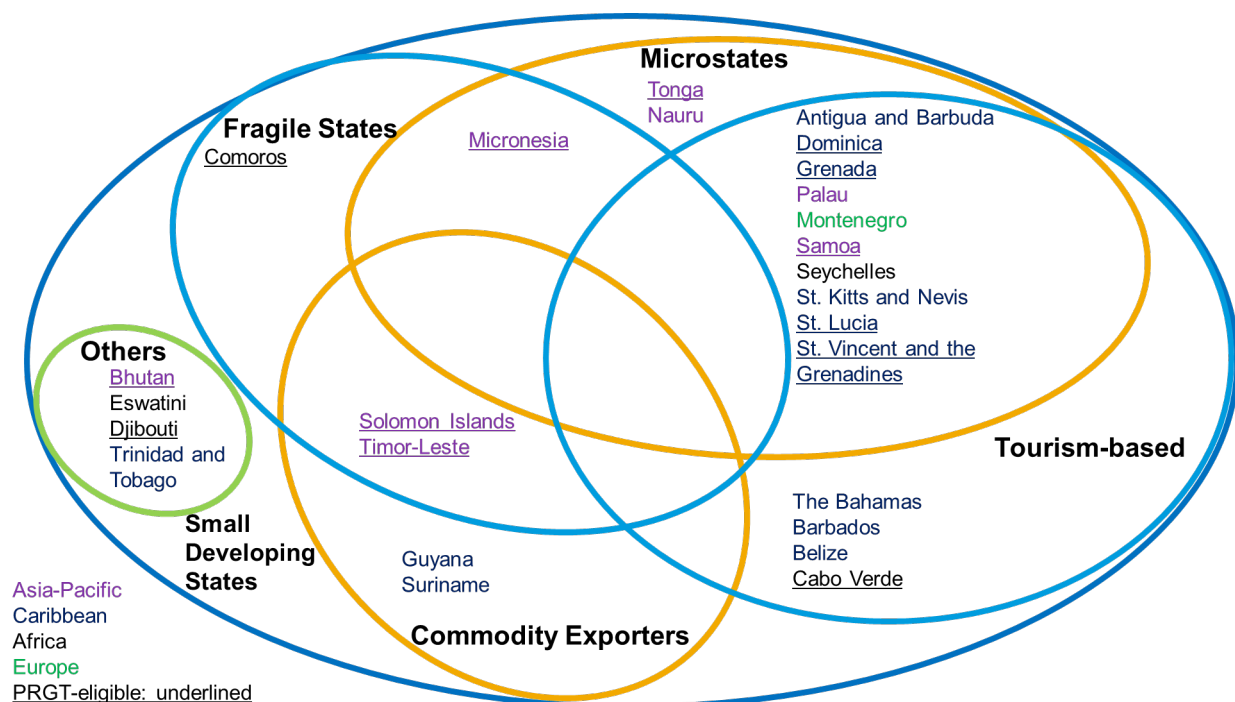 Microstates
Tonga
Nauru
Fragile States
Comoros
Micronesia
Antigua and Barbuda
Dominica
Grenada
Palau
Montenegro
Samoa
Seychelles
St. Kitts and Nevis
St. Lucia
St. Vincent and the
Grenadines
Others
Bhutan
Eswatini
Djibouti
Trinidad and
Tobago
Solomon Islands
Timor-Leste
Tourism-based
The Bahamas
Barbados
Belize
Cabo Verde
Small
Developing
States
Guyana
Suriname
Commodity Exporters
Asia-Pacific
Caribbean
Africa
Europe
PRGT-eligible: underlined